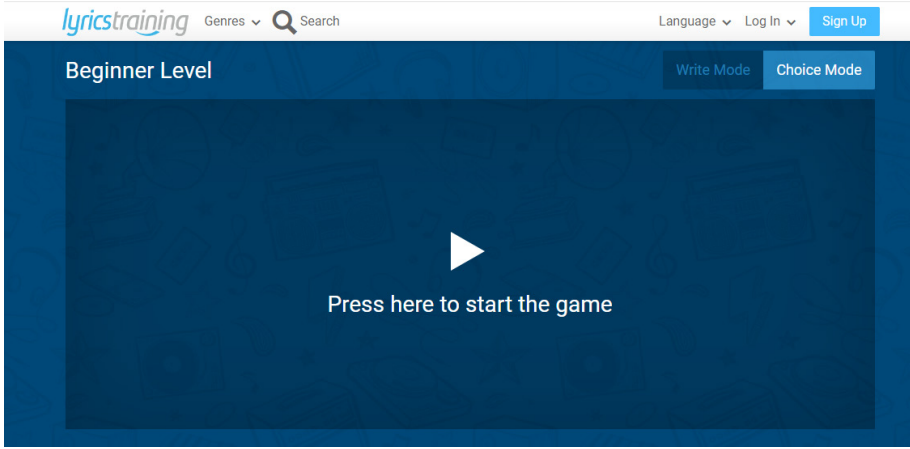 lyricstraining Genres Search Language Log In Sign Up
Beginner Level Write Mode Choice Mode
Press here to start the game